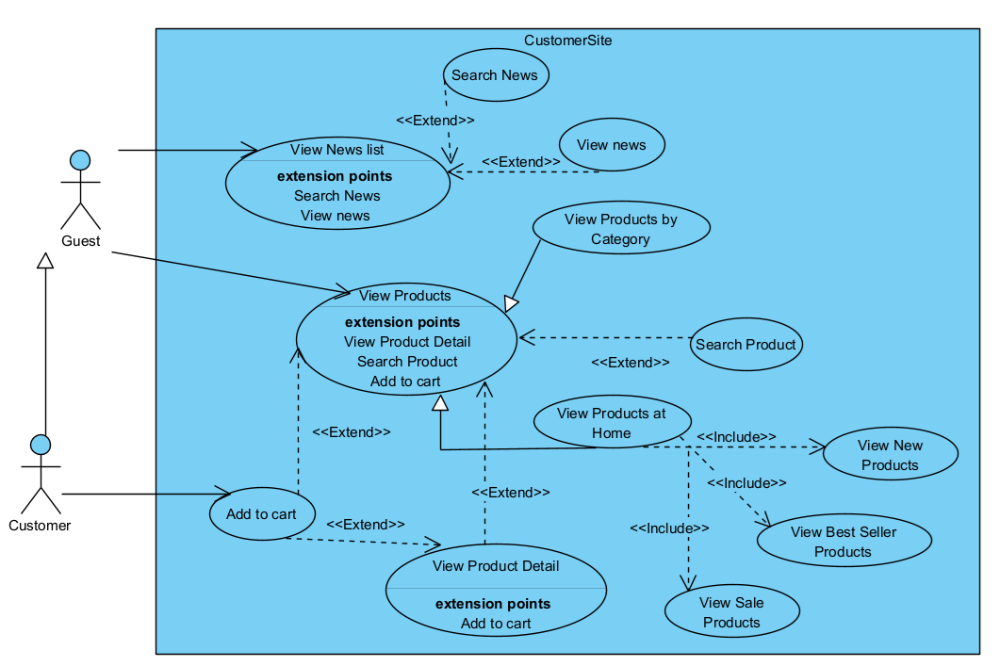 CustomerSite
Search News
<<Extend>>
View news
<<Extend>>
View News list
extension points
Search News
View news
Guest
View Products by
Category
View Products
extension points
View Product Detail
Search Product
Add to cart
Search Product
<<Extend>>
View Products at
Home
<<Extend>>
<<Include>>
View New
Products
<<Include>>
<<Extend>>
Customer
Add to cart
<<Extend>>
<<Include>>
View Best Seller
Products
View Product Detail
extension points
Add to cart
View Sale
Products